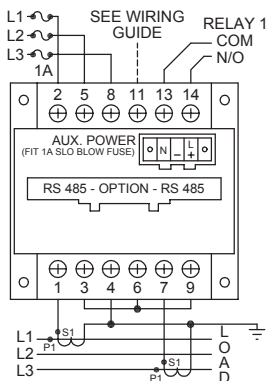 L1 SEE WIRING RELAY 1
L2 GUIDE COM
L3 N/O
1A
2 5 8 11 13 14
AUX. POWER
(FIT 1A SLO BLOW FUSE)
N − L +
RS 485 - OPTION - RS 485
1 3 4 6 7 9
L1 S1 L
P1
L2 O
S1 A
L3 P1 D